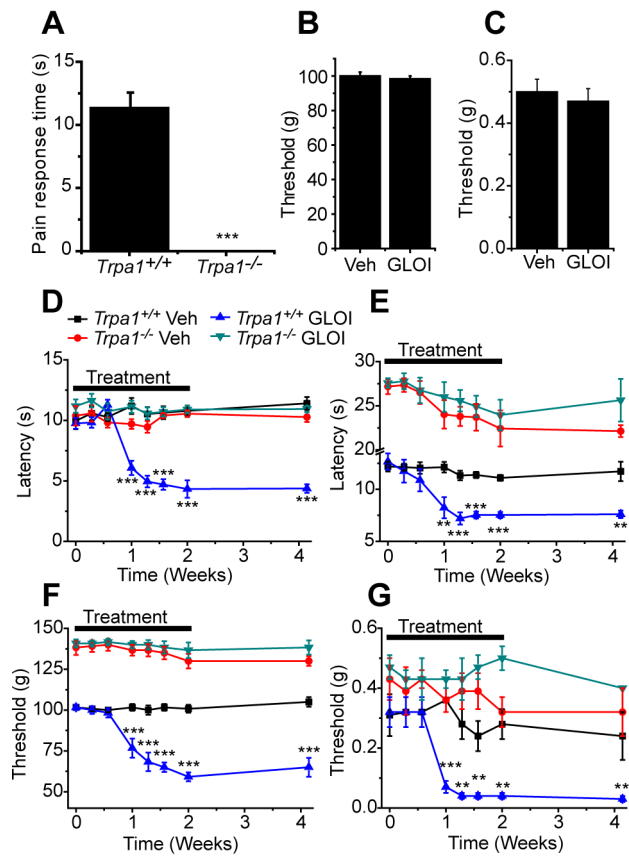 A
Pain response time (s)
15
10
5
0
***
Trpa1+/+
Trpa1-/-
B
Threshold (g)
100
80
60
40
20
0
Veh
GLOI
C
Threshold (g)
0.6
0.4
0.2
0.0
Veh
GLOI
D
Trpa1+/+ Veh
Trpa1-/- Veh
Trpa1+/+ GLOI
Trpa1-/- GLOI
Treatment
Latency (s)
15
10
5
0
***
***
***
***
***
0
1
2
3
4
Time (Weeks)
E
Treatment
Latency (s)
30
25
20
25
10
5
**
***
***
***
**
0
1
2
3
4
Time (Weeks)
F
Treatment
Threshold (g)
150
125
100
75
50
***
***
***
***
***
0
1
2
3
4
Time (Weeks)
G
Treatment
Threshold (g)
0.6
0.4
0.2
0.0
***
**
**
**
**
0
1
2
3
4
Time (Weeks)